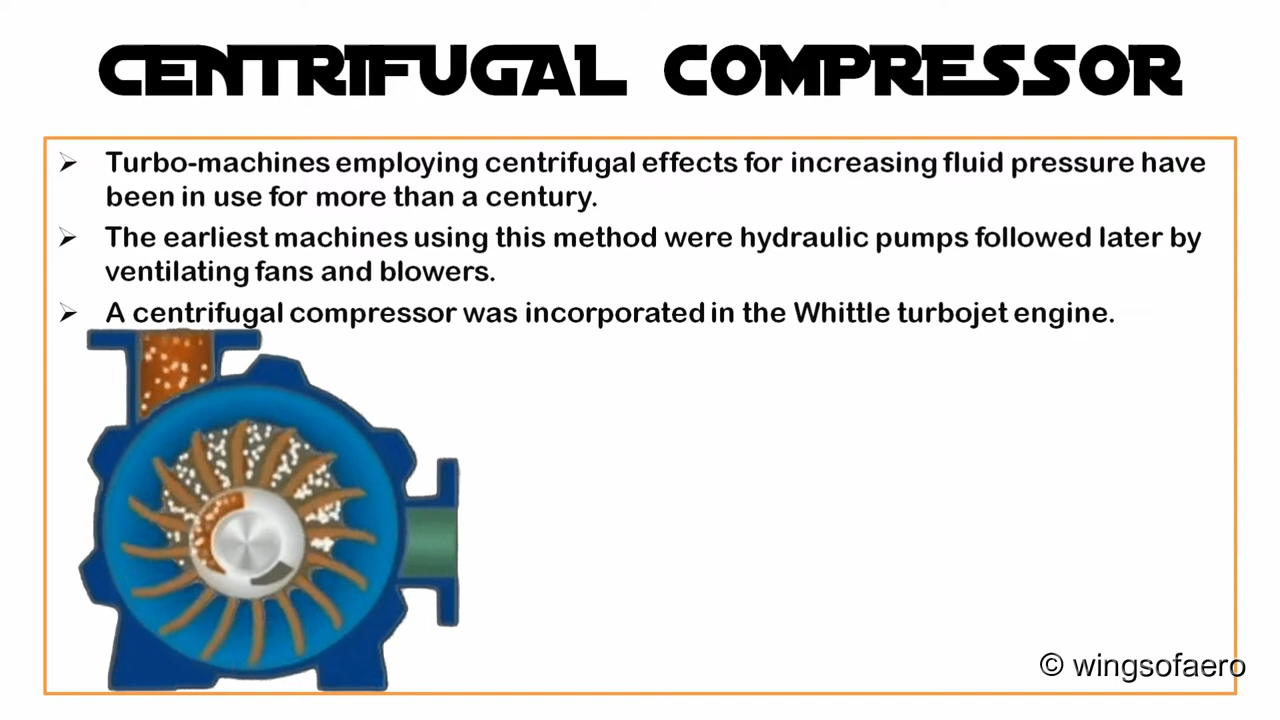 CENTRIFUGAL COMPRESSOR
➢ Turbo-machines employing centrifugal effects for increasing fluid pressure have
been in use for more than a century.
➢ The earliest machines using this method were hydraulic pumps followed later by
ventilating fans and blowers.
➢ A centrifugal compressor was incorporated in the Whittle turbojet engine.
© wingsofaero